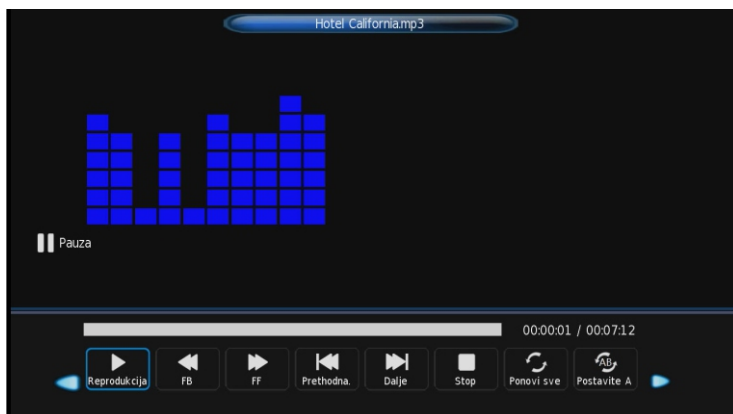 Hotel California.mp3
Pauza
00:00:01 / 00:07:12
Reprodukcija
FB
FF
Prethodna.
Dalje
Stop
Ponovi sve
AB
Postavite A